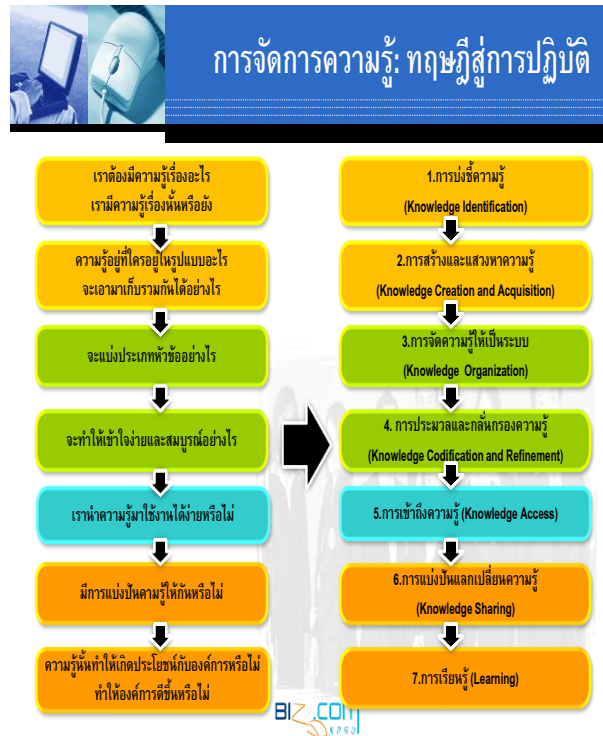 การจัดการความรู้: ทฤษฎีสู่การปฏิบัติ
เราต้องมีความรู้เรื่องอะไร
เรามีความรู้เรื่องนั้นหรือยัง
ความรู้อยู่ที่ใครอยู่ในรูปแบบอะไร
จะเอามาเก็บรวมกันได้อย่างไร
จะแบ่งประเภทหัวข้ออย่างไร
จะทำให้เข้าใจง่ายและสมบูรณ์อย่างไร
เรานำความรู้มาใช้งานได้ง่ายหรือไม่
มีการแบ่งปันคามรู้ให้กันหรือไม่
ความรู้นั้นทำให้เกิดประโยชน์กับองค์การหรือไม่
ทำให้องค์การดีขึ้นหรือไม่
1.การบ่งชี้ความรู้
(Knowledge Identification)
2.การสร้างและแสวงหาความรู้
(Knowledge Creation and Acquisition)
3.การจัดความรู้ให้เป็นระบบ
(Knowledge Organization)
4. การประมวลและกลั่นกรองความรู้
(Knowledge Codification and Refinement)
5.การเข้าถึงความรู้ (Knowledge Access)
6.การแบ่งปันแลกเปลี่ยนความรู้
(Knowledge Sharing)
7.การเรียนรู้ (Learning)
BIZ .COM
NPRU